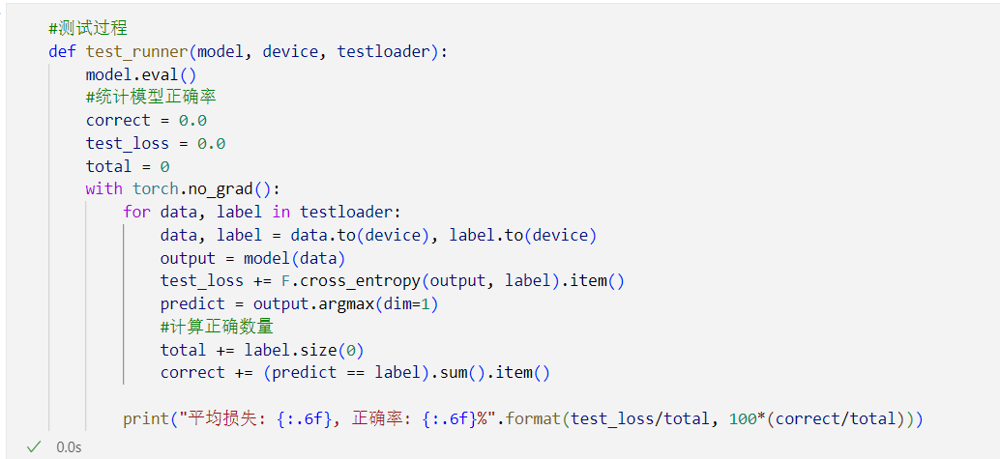 #测试过程
def test_runner(model, device, testloader):
    model.eval()
    #统计模型正确率
    correct = 0.0
    test_loss = 0.0
    total = 0
    with torch.no_grad():
        for data, label in testloader:
            data, label = data.to(device), label.to(device)
            output = model(data)
            test_loss += F.cross_entropy(output, label).item()
            predict = output.argmax(dim=1)
            #计算正确数量
            total += label.size(0)
            correct += (predict == label).sum().item()
        print("平均损失: {:.6f}, 正确率: {:.6f}%".format(test_loss/total, 100*(correct/total)))
✓ 0.0s